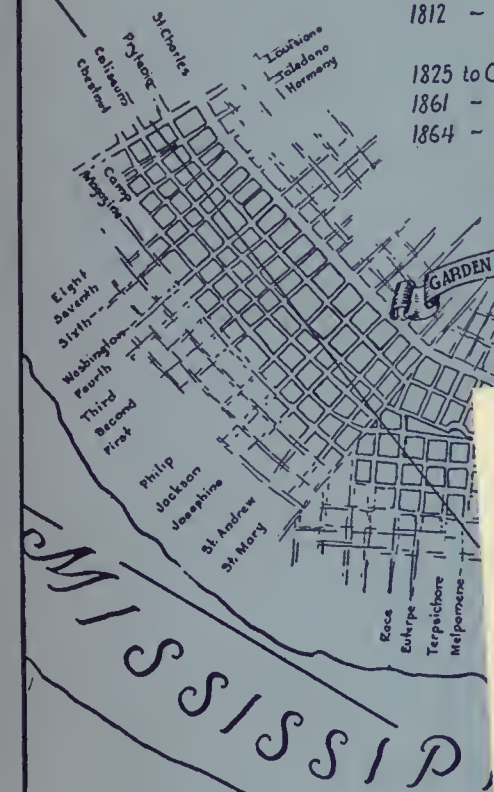 1812 -
1825 to
1861 -
1864 -
St Charles
Prytania
Coliseum
Chestnut
Louisiana
Toledano
Harmony
Camp
Magazine
GARDEN
Eight
Seventh
Sixth
Washington
Fourth
Third
Second
First
Philip
Jackson
Josephine
St. Andrew
St. Mary
Race
Euterpe
Terpsichore
Melpomene
MISSISSIP